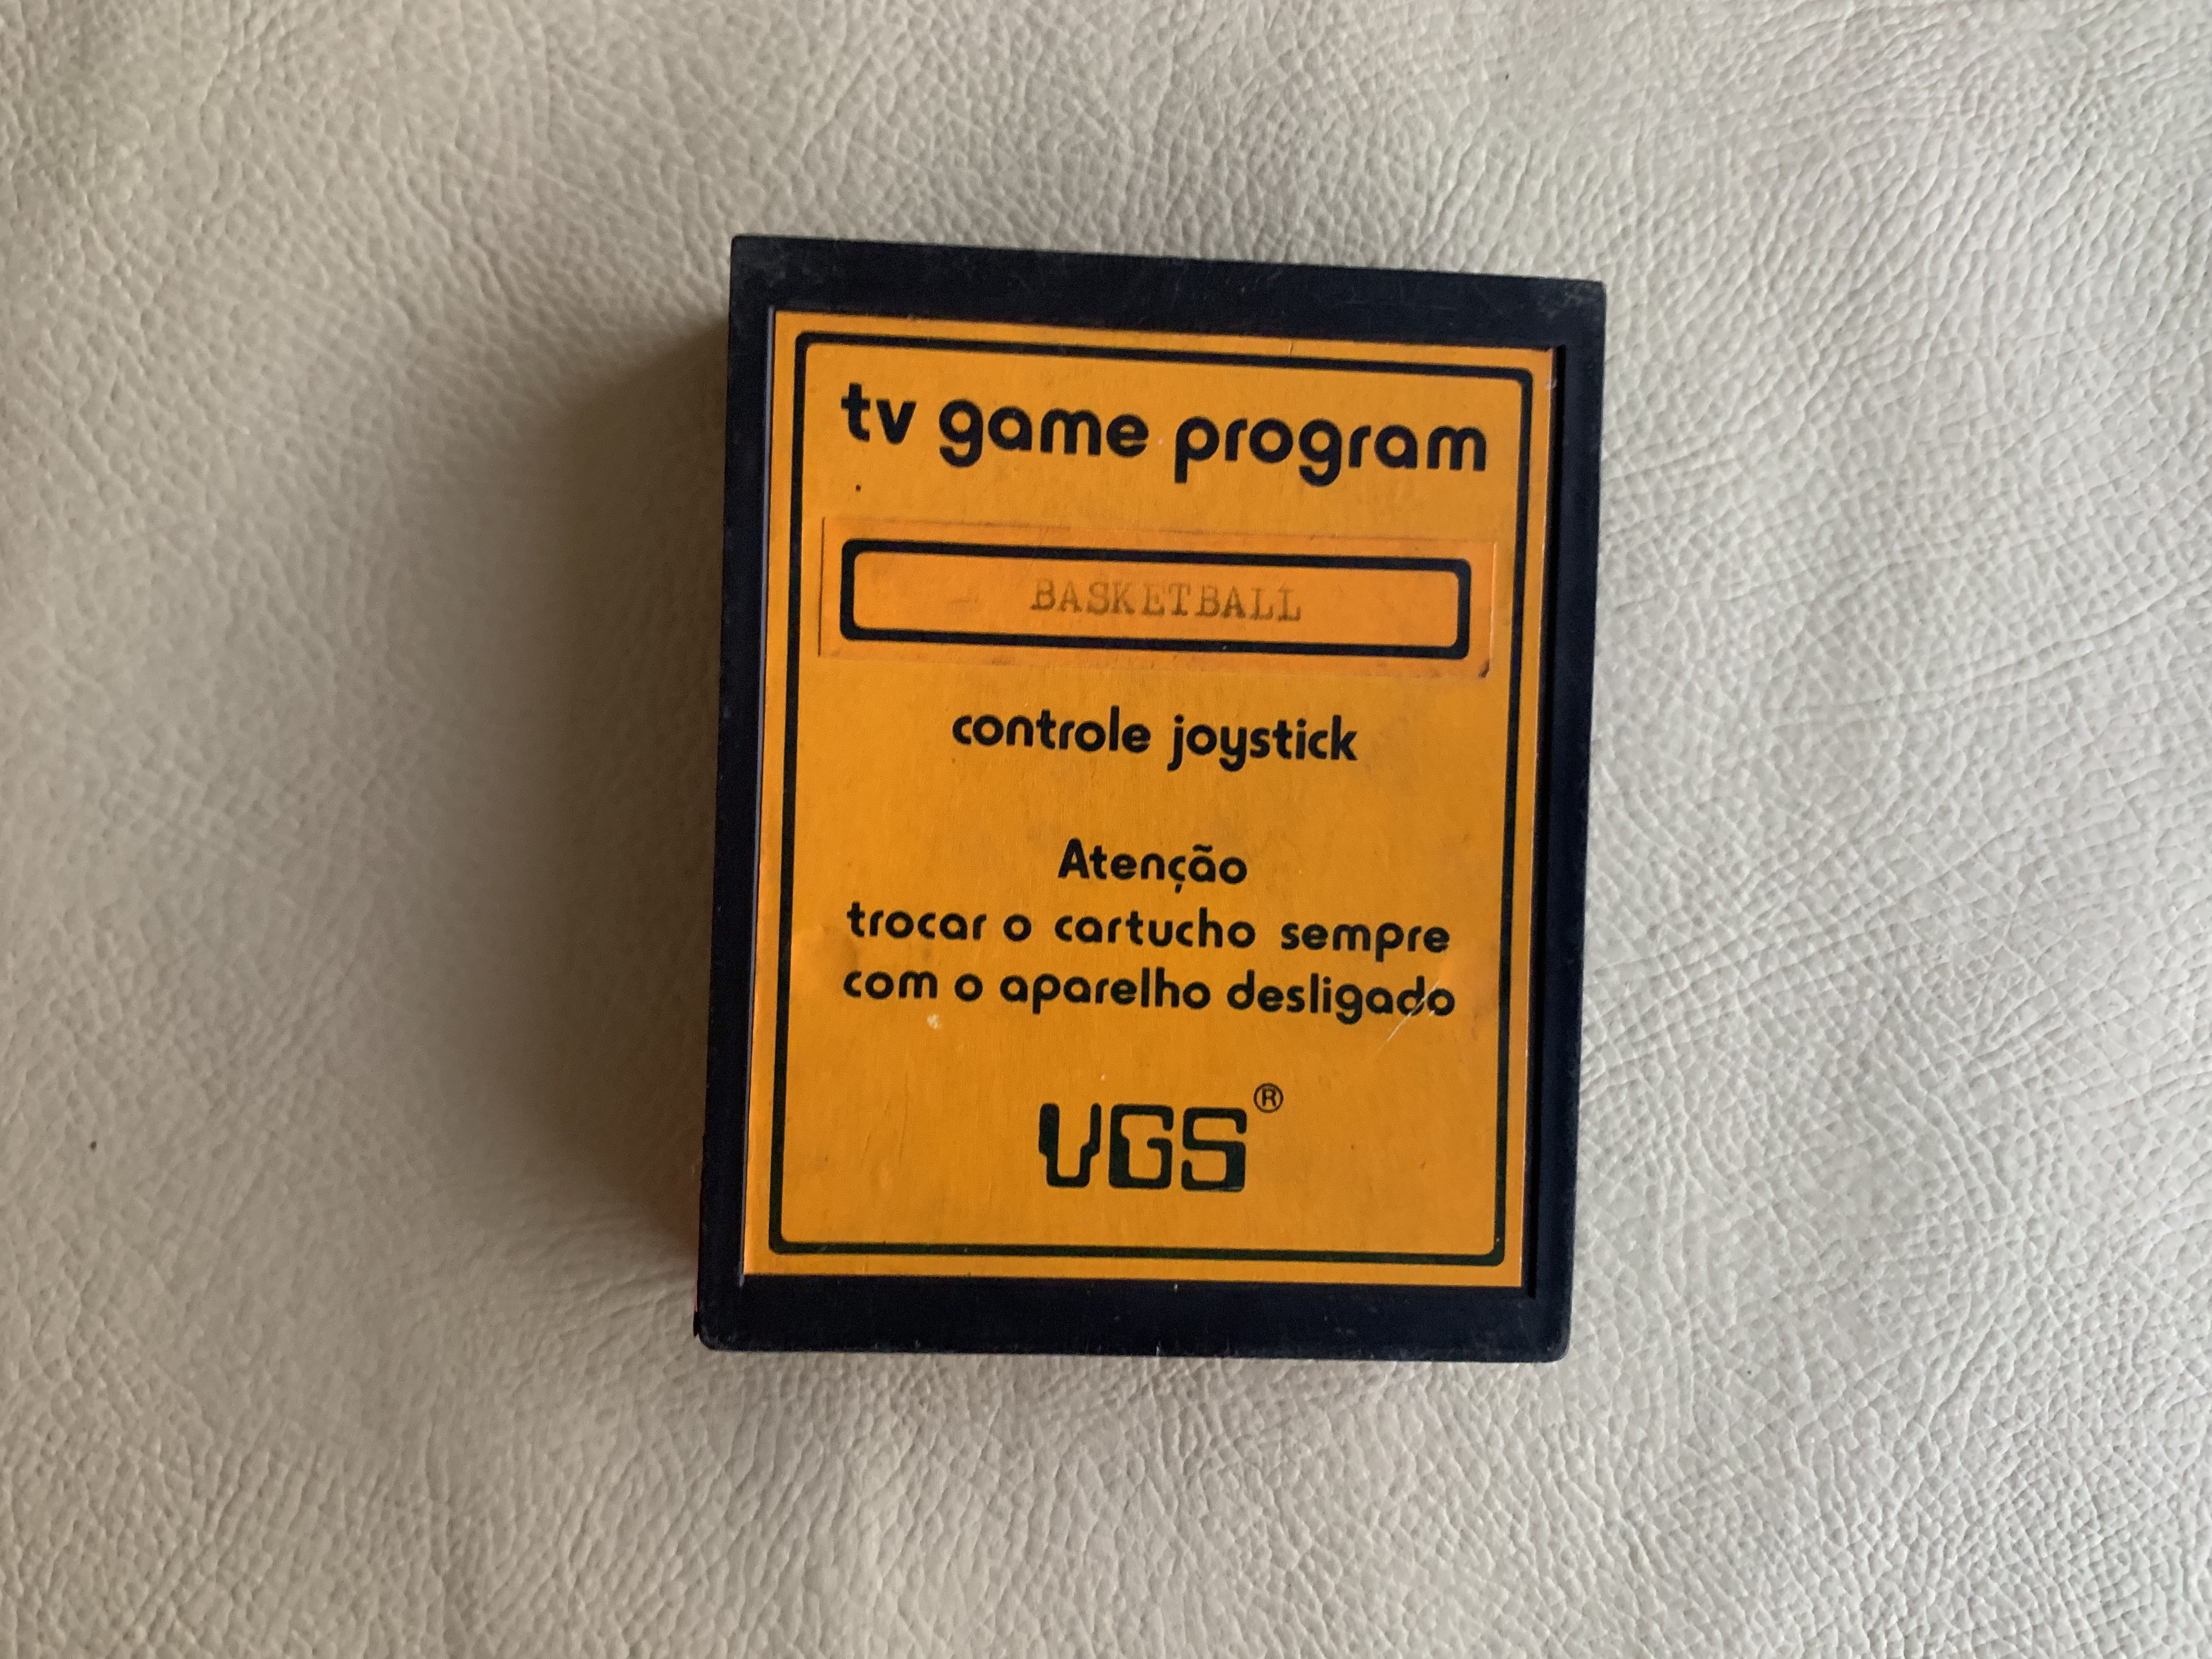 tv game program
BASKETBALL
controle joystick
Atenção
trocar o cartucho sempre
com o aparelho desligado
VGS®